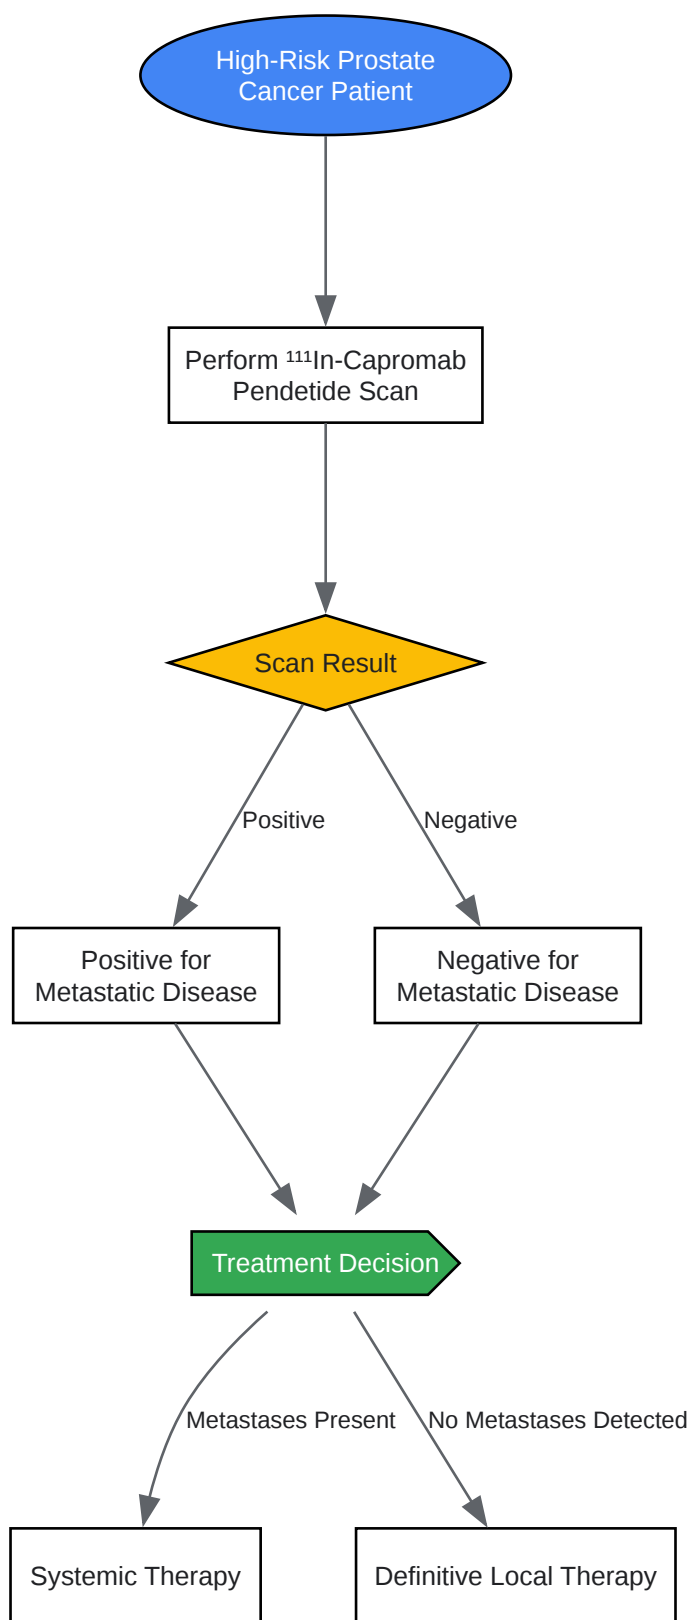 High-Risk Prostate
Cancer Patient
Perform ¹¹¹In-Capromab
Pendetide Scan
Scan Result
Positive
Negative
Positive for
Metastatic Disease
Negative for
Metastatic Disease
Treatment Decision
Metastases Present
No Metastases Detected
Systemic Therapy
Definitive Local Therapy